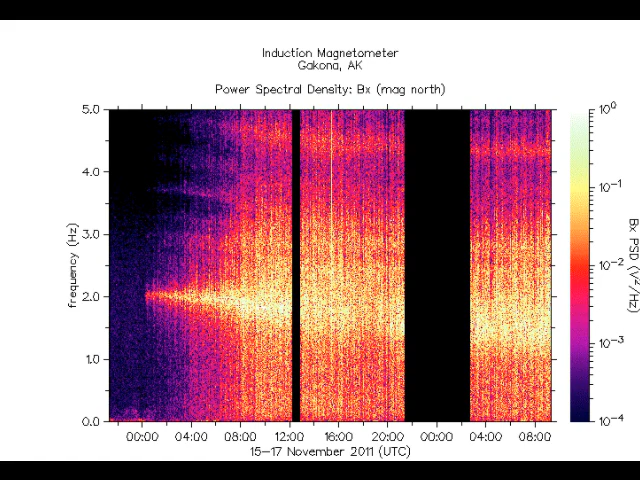 Induction Magnetometer
Gakona, AK
Power Spectral Density: Bx (mag north)
5.0
4.0
3.0
2.0
1.0
0.0
frequency (Hz)
00:00 04:00 08:00 12:00 16:00 20:00 00:00 04:00 08:00
15-17 November 2011 (UTC)
10^0
10^-1
10^-2
10^-3
10^-4
Bx PSD (V^2/Hz)